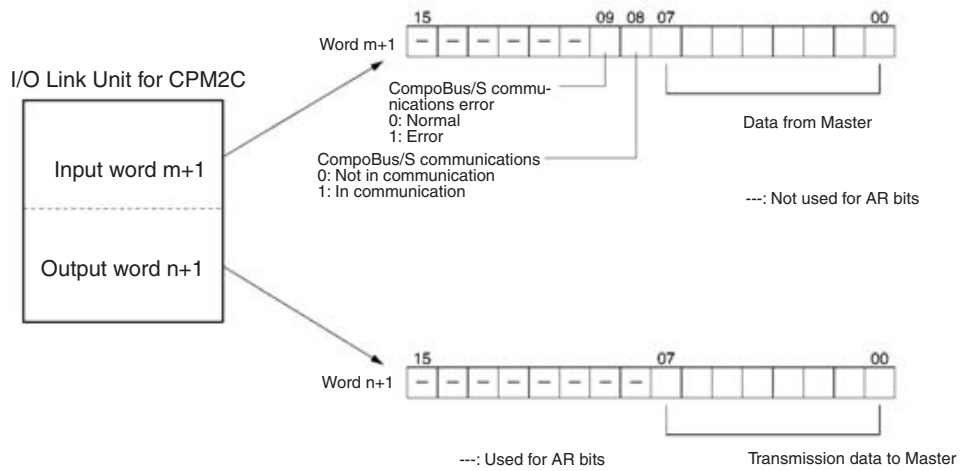 15 09 08 07 00
Word m+1 – – – – – –
CompoBus/S commu-
nications error
0: Normal
1: Error
Data from Master
CompoBus/S communications
0: Not in communication
1: In communication
---: Not used for AR bits
I/O Link Unit for CPM2C
Input word m+1
Output word n+1
15 07 00
Word n+1 – – – – – – –
---: Used for AR bits
Transmission data to Master